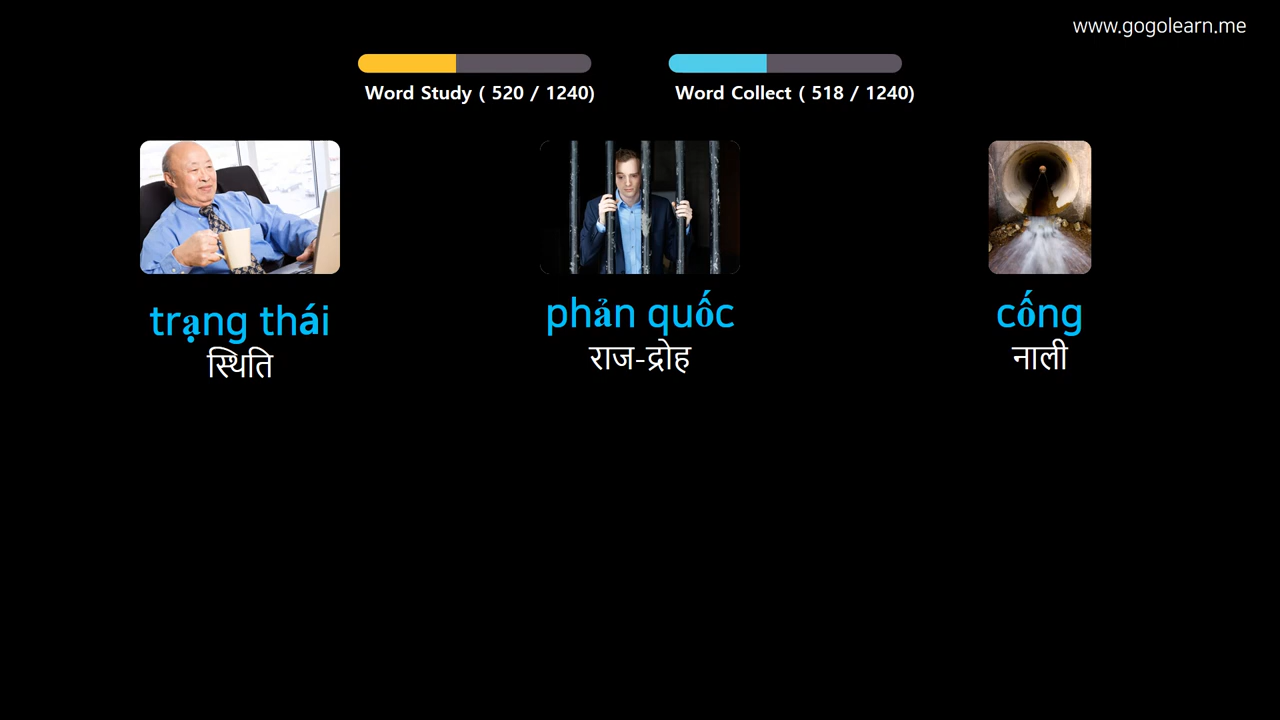 www.gogolearn.me
Word Study ( 520 / 1240)
Word Collect ( 518 / 1240)
trạng thái
स्थिति
phản quốc
राज-द्रोह
cống
नाली